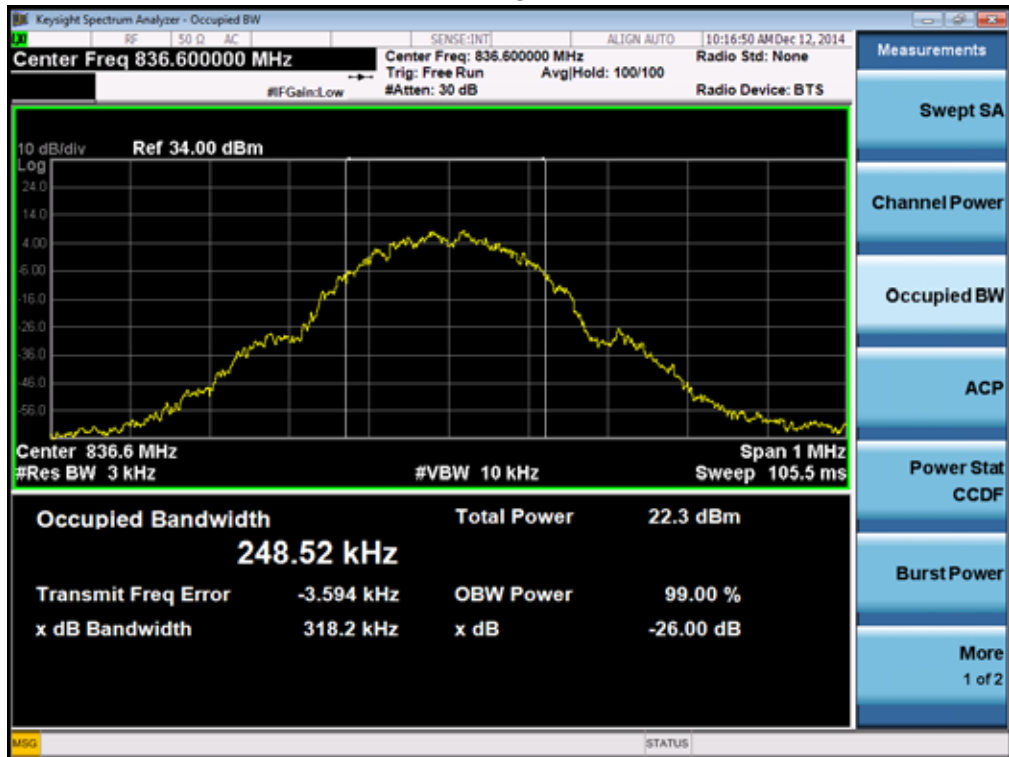 Keysight Spectrum Analyzer - Occupied BW
RF 50 Ω AC SENSE:INT ALIGN AUTO 10:16:50 AM Dec 12, 2014
Center Freq 836.600000 MHz
Center Freq: 836.600000 MHz Radio Std: None
Trig: Free Run Avg|Hold: 100/100
#IFGain:Low #Atten: 30 dB Radio Device: BTS
10 dB/div Ref 34.00 dBm
Log
24.0
14.0
4.00
-6.00
-16.0
-26.0
-36.0
-46.0
-56.0
Center 836.6 MHz Span 1 MHz
#Res BW 3 kHz #VBW 10 kHz Sweep 105.5 ms
Occupied Bandwidth Total Power 22.3 dBm
248.52 kHz
Transmit Freq Error -3.594 kHz OBW Power 99.00 %
x dB Bandwidth 318.2 kHz x dB -26.00 dB
Measurements
Swept SA
Channel Power
Occupied BW
ACP
Power Stat
CCDF
Burst Power
More
1 of 2
MSG STATUS